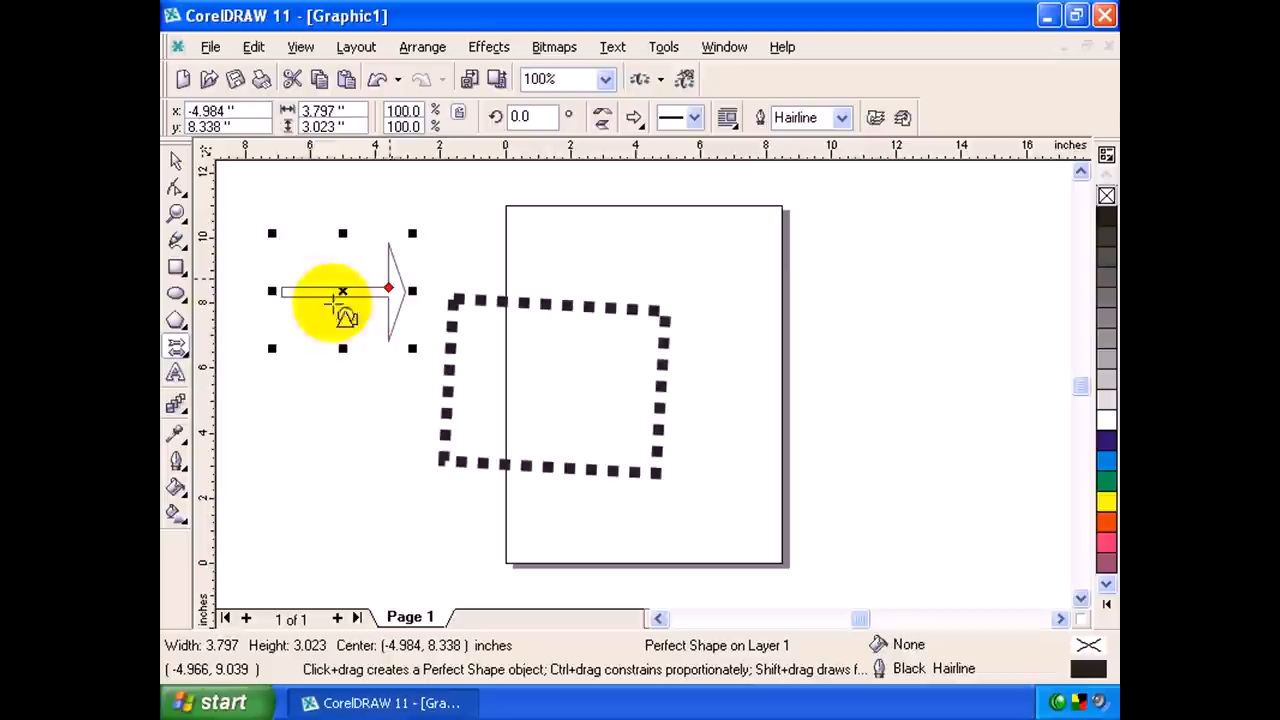 CorelDRAW 11 - [Graphic1]
File Edit View Layout Arrange Effects Bitmaps Text Tools Window Help
100%
x: -4.984 " 3.797 " 100.0 % 0.0 ° Hairline
y: 8.338 " 3.023 " 100.0 %
8 6 4 2 0 2 4 6 8 10 12 14 16 inches
12
10
8
6
4
2
0
inches
1 of 1 Page 1
Width: 3.797 Height: 3.023 Center: (-4.984, 8.338 ) inches Perfect Shape on Layer 1 None
( -4.966, 9.039 ) Click+drag creates a Perfect Shape object; Ctrl+drag constrains proportionately; Shift+drag draws f... Black Hairline
start CorelDRAW 11 - [Gra...